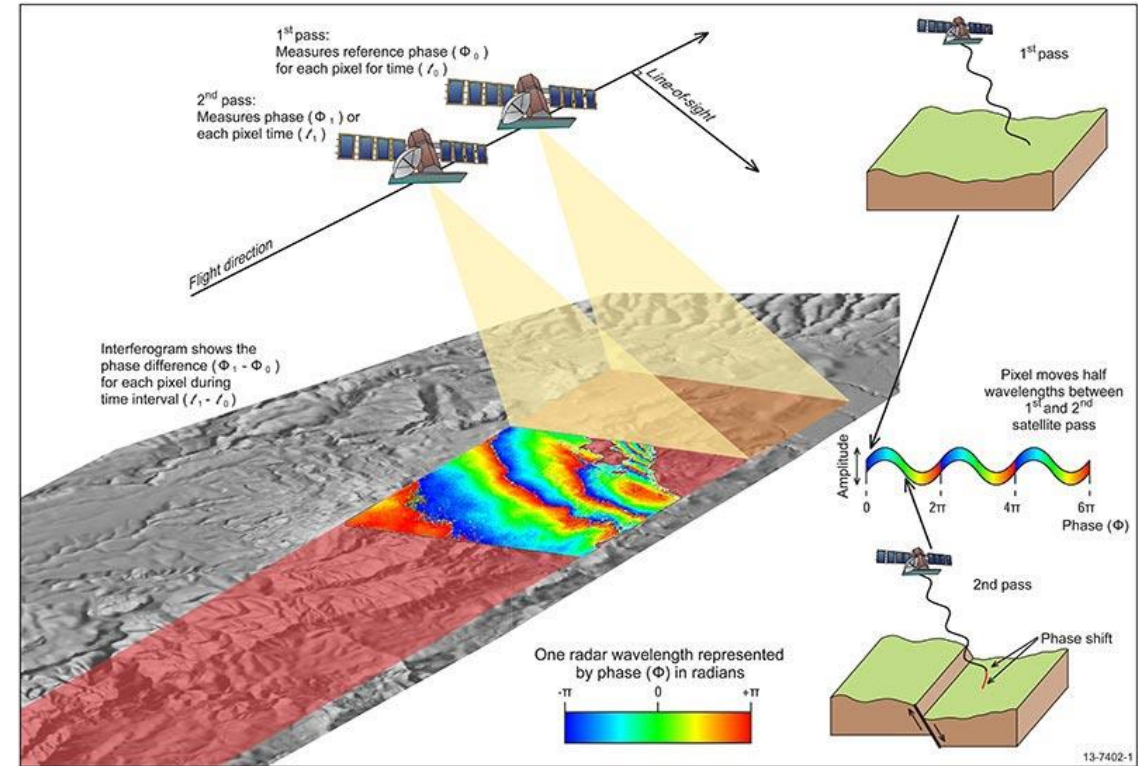 1st pass:
Measures reference phase (Φ0)
for each pixel for time (t0)
2nd pass:
Measures phase (Φ1) or
each pixel time (t1)
Line-of-sight
Flight direction
1st pass
Interferogram shows the
phase difference (Φ1 - Φ0)
for each pixel during
time interval (t1 - t0)
Pixel moves half
wavelengths between
1st and 2nd
satellite pass
Amplitude
0 2π 4π 6π
Phase (Φ)
2nd pass
Phase shift
One radar wavelength represented
by phase (Φ) in radians
-π 0 +π
13-7402-1